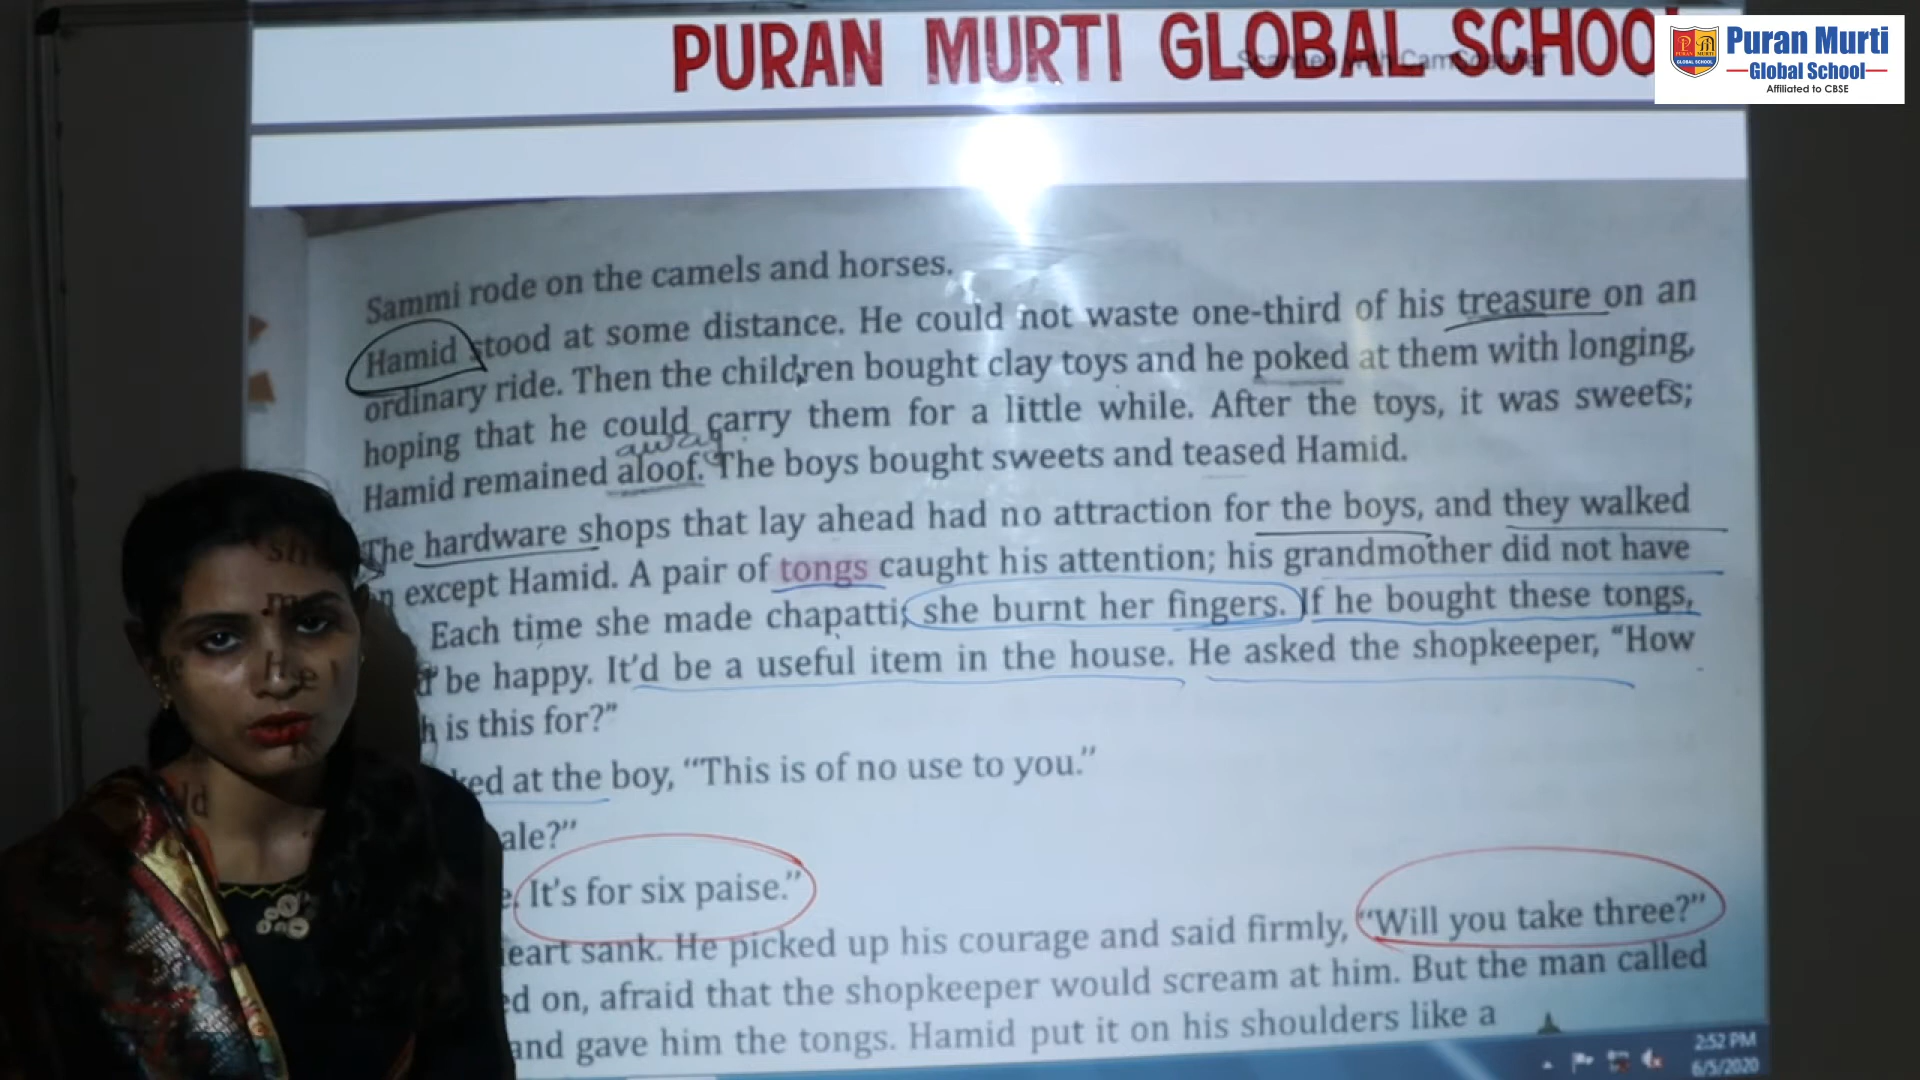 PURAN MURTI GLOBAL SCHOOL
Scanned with CamScanner
Puran Murti
Global School
Affiliated to CBSE
Sammi rode on the camels and horses.
Hamid stood at some distance. He could not waste one-third of his treasure on an
ordinary ride. Then the children bought clay toys and he poked at them with longing,
hoping that he could carry them for a little while. After the toys, it was sweets;
away
Hamid remained aloof. The boys bought sweets and teased Hamid.
The hardware shops that lay ahead had no attraction for the boys, and they walked
n except Hamid. A pair of tongs caught his attention; his grandmother did not have
Each time she made chapatti; she burnt her fingers. If he bought these tongs,
d be happy. It'd be a useful item in the house. He asked the shopkeeper, "How
h is this for?"
ked at the boy, "This is of no use to you."
ale?"
e. It's for six paise."
eart sank. He picked up his courage and said firmly, "Will you take three?"
ed on, afraid that the shopkeeper would scream at him. But the man called
and gave him the tongs. Hamid put it on his shoulders like a
2:52 PM
6/5/2020